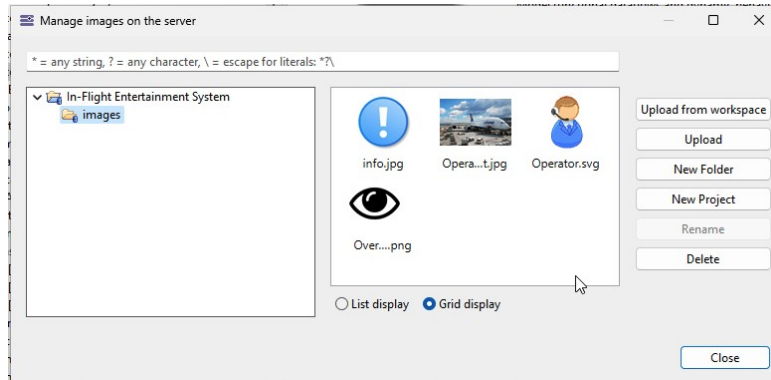 Manage images on the server
* = any string, ? = any character, \ = escape for literals: *?\
In-Flight Entertainment System
images
info.jpg
Opera...t.jpg
Operator.svg
Over....png
List display
Grid display
Upload from workspace
Upload
New Folder
New Project
Rename
Delete
Close